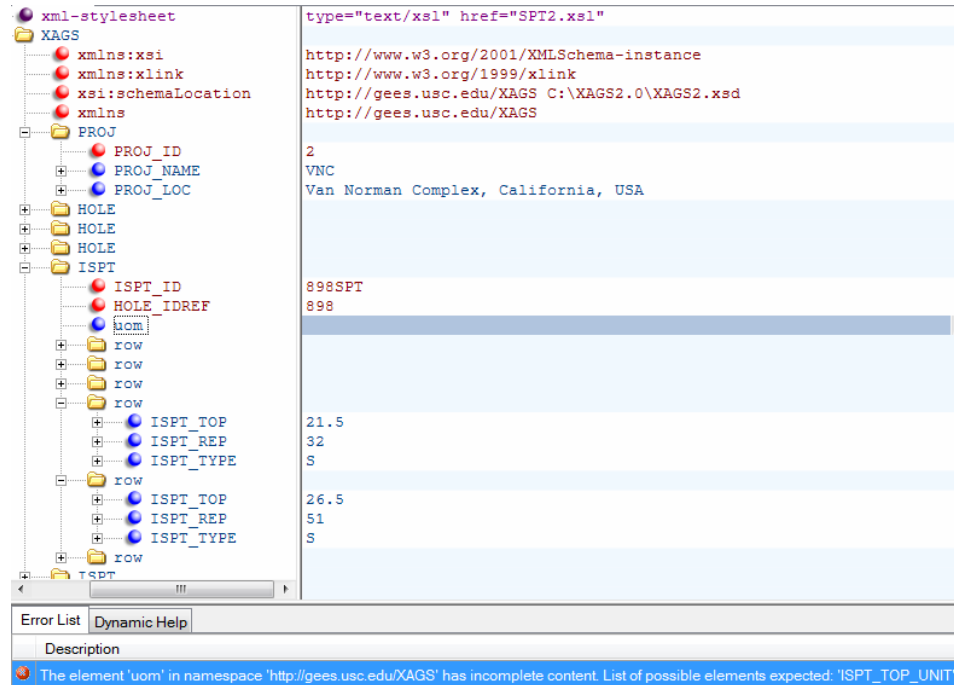 xml-stylesheet type="text/xsl" href="SPT2.xsl"
XAGS
xmlns:xsi http://www.w3.org/2001/XMLSchema-instance
xmlns:xlink http://www.w3.org/1999/xlink
xsi:schemaLocation http://gees.usc.edu/XAGS C:\XAGS2.0\XAGS2.xsd
xmlns http://gees.usc.edu/XAGS
PROJ
PROJ_ID 2
PROJ_NAME VNC
PROJ_LOC Van Norman Complex, California, USA
HOLE
HOLE
HOLE
ISPT
ISPT_ID 898SPT
HOLE_IDREF 898
uom
row
row
row
row
ISPT_TOP 21.5
ISPT_REP 32
ISPT_TYPE S
row
ISPT_TOP 26.5
ISPT_REP 51
ISPT_TYPE S
row
ISPT
Error List Dynamic Help
Description
The element 'uom' in namespace 'http://gees.usc.edu/XAGS' has incomplete content. List of possible elements expected: 'ISPT_TOP_UNIT'